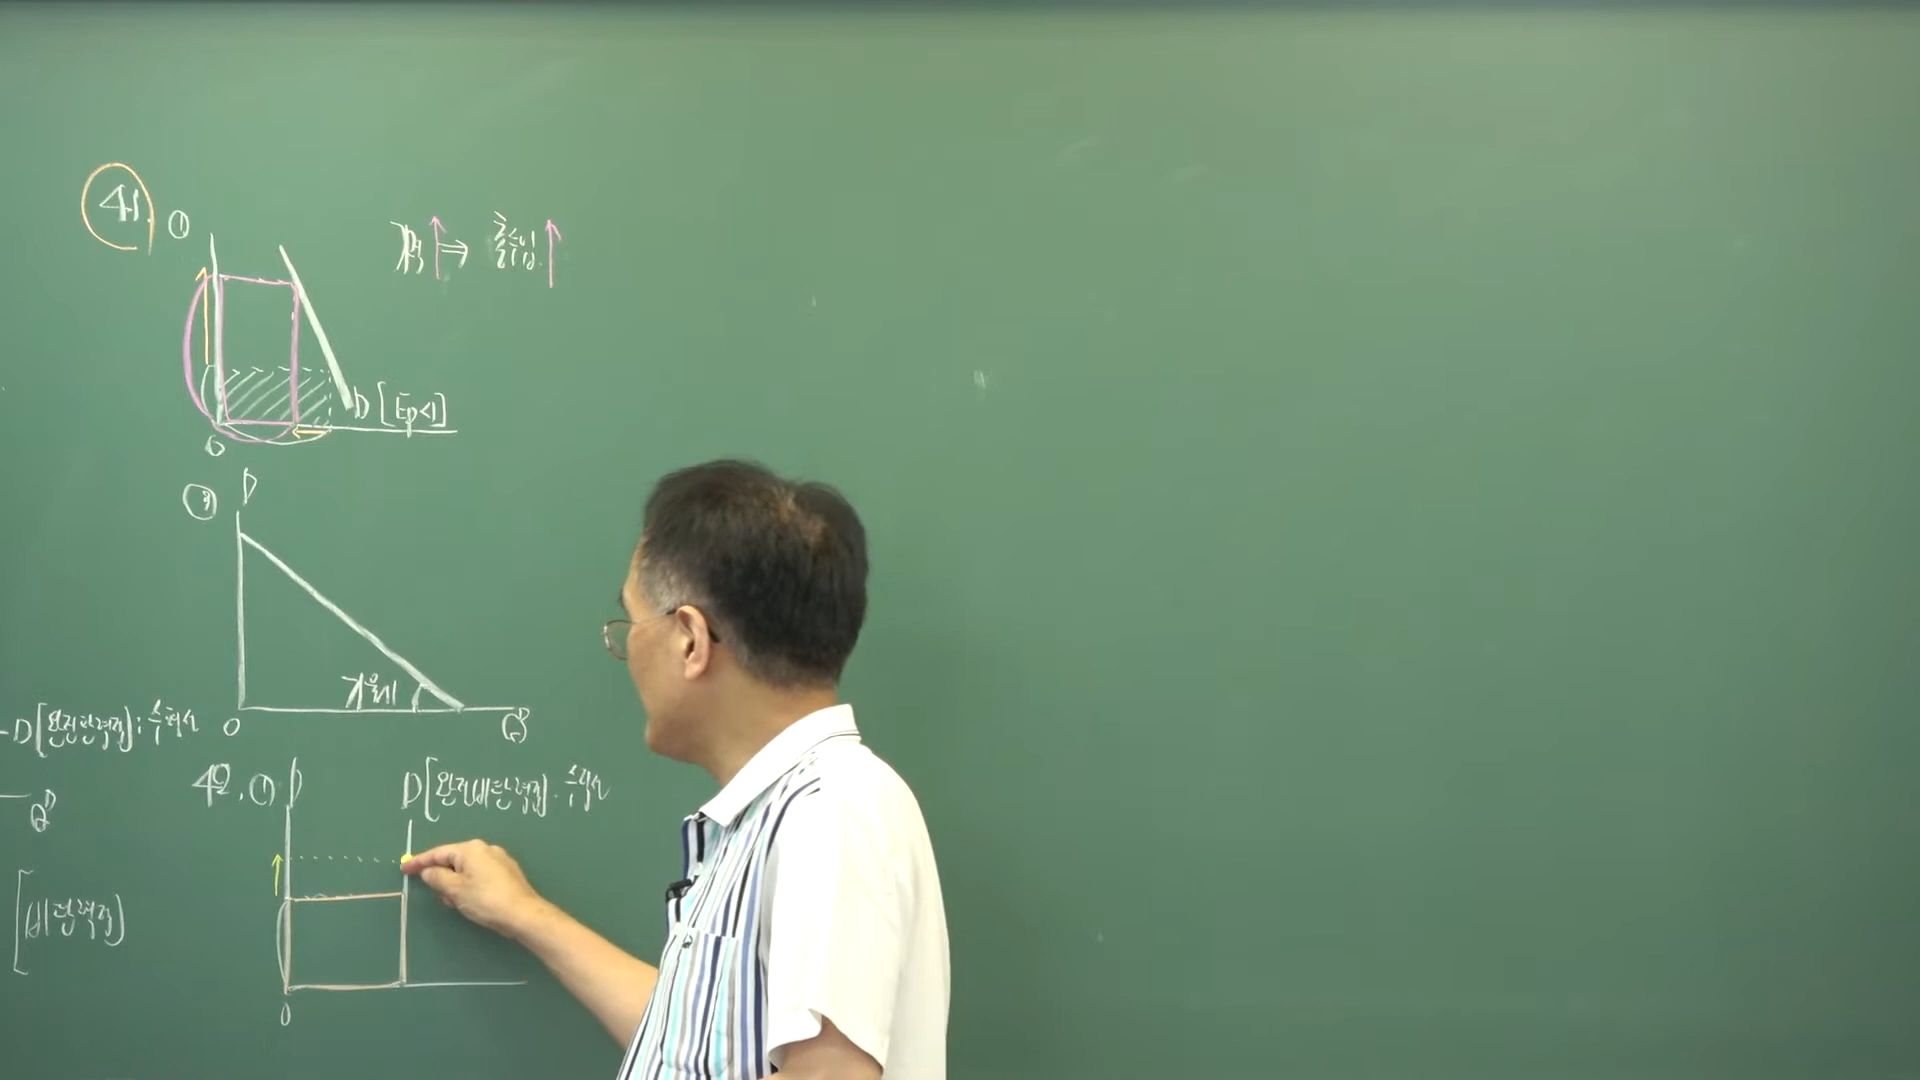 41. ①
가격↑ ⇒ 총수입↑
D [Ep<1]
0
③ P
기울기
0 Q^D
D [완전탄력적] : 수평선
Q^D
[비탄력적]
42. ① P
D [완전비탄력적] : 수직선
0